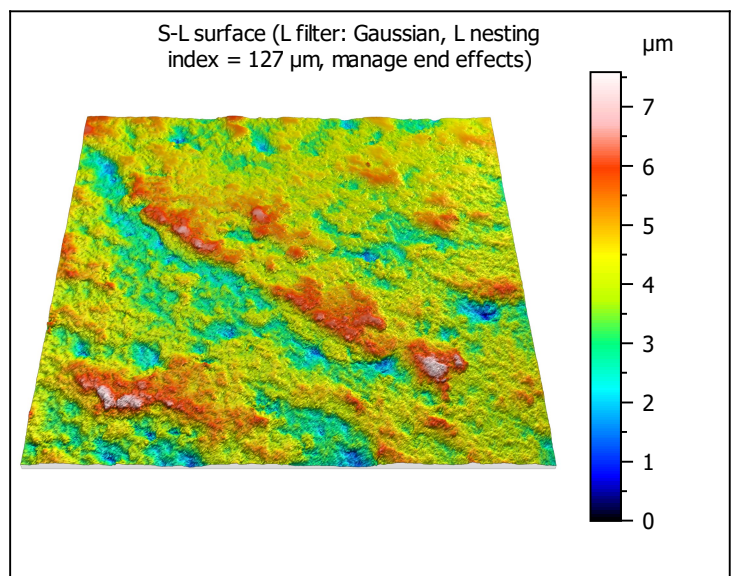 S-L surface (L filter: Gaussian, L nesting
index = 127 µm, manage end effects)
µm
7
6
5
4
3
2
1
0